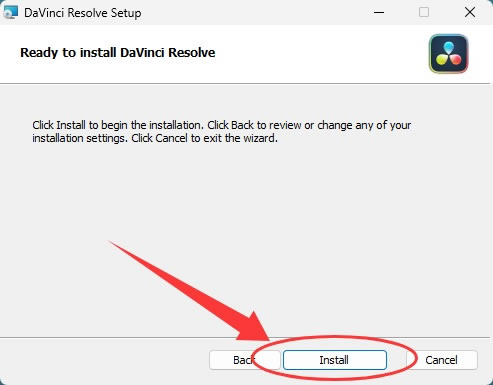 DaVinci Resolve Setup
Ready to install DaVinci Resolve
Click Install to begin the installation. Click Back to review or change any of your
installation settings. Click Cancel to exit the wizard.
Back Install Cancel